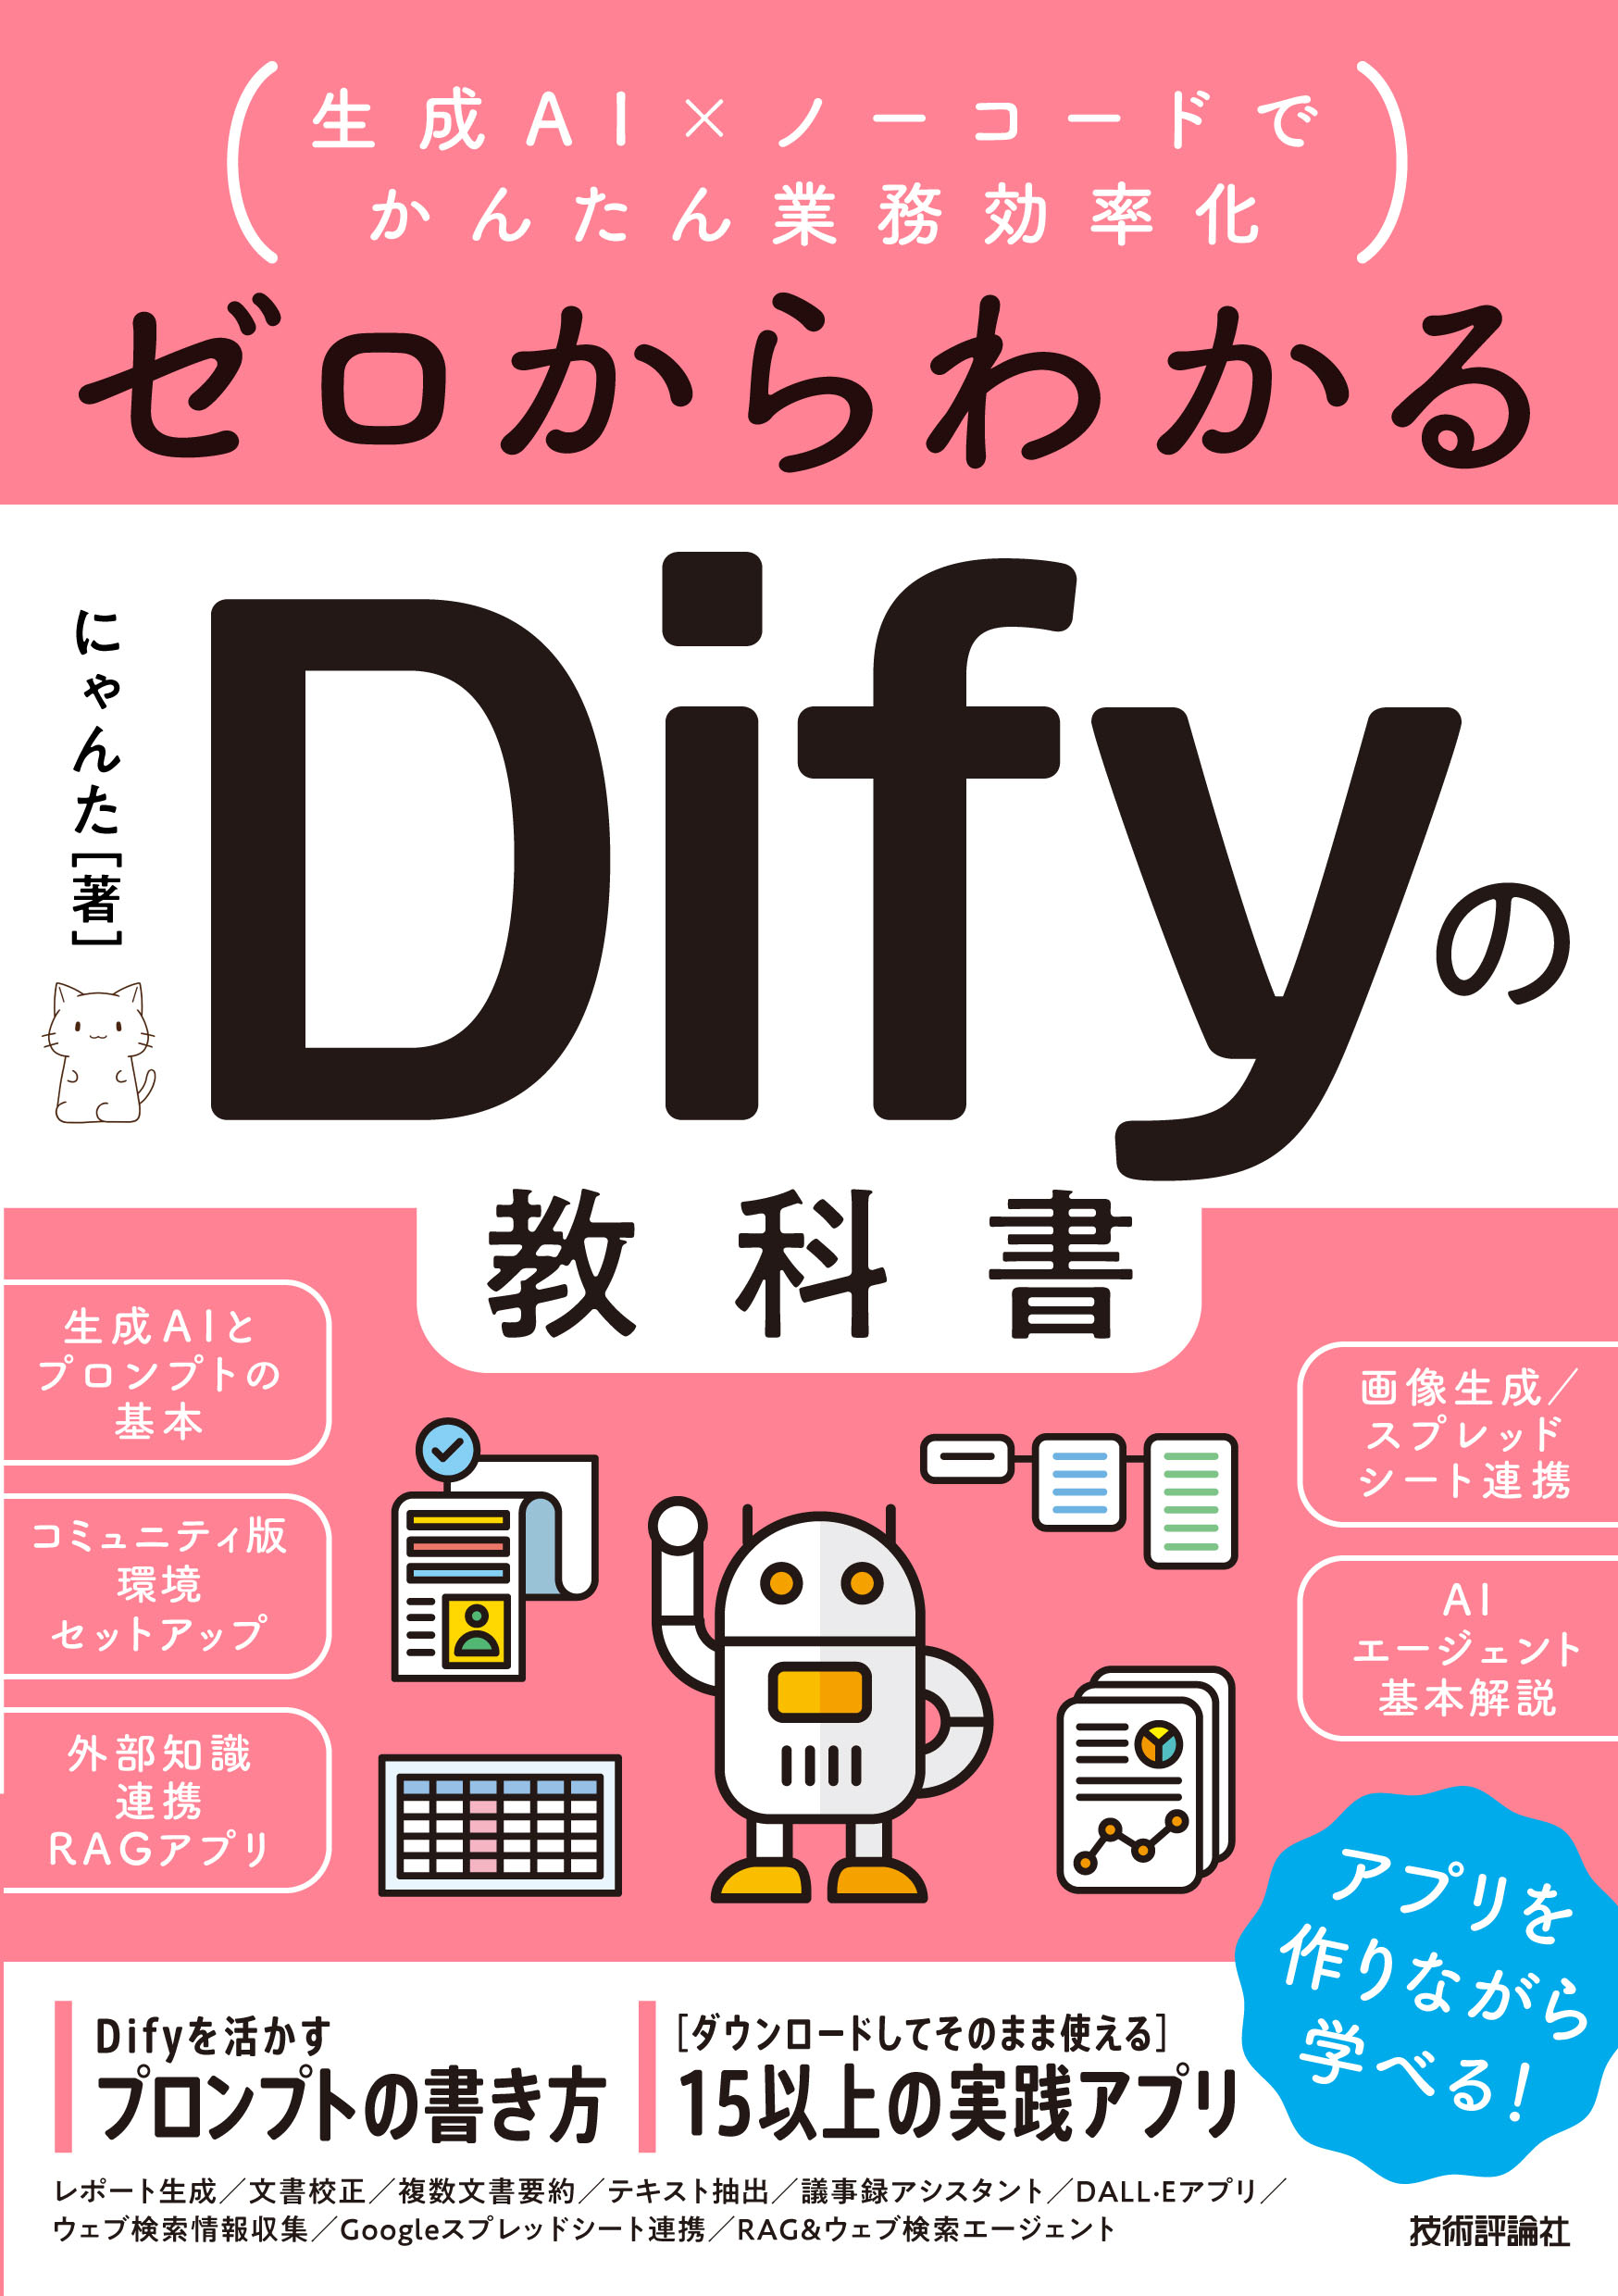 生成AI×ノーコードで
かんたん業務効率化
ゼロからわかる
Difyの
教科書
にゃんた[著]
生成AIと
プロンプトの
基本
コミュニティ版
環境
セットアップ
外部知識
連携
RAGアプリ
画像生成／
スプレッド
シート連携
AI
エージェント
基本解説
アプリを
作りながら
学べる!
Difyを活かす
プロンプトの書き方
[ダウンロードしてそのまま使える]
15以上の実践アプリ
レポート生成／文書校正／複数文書要約／テキスト抽出／議事録アシスタント／DALL·Eアプリ／
ウェブ検索情報収集／Googleスプレッドシート連携／RAG&ウェブ検索エージェント
技術評論社